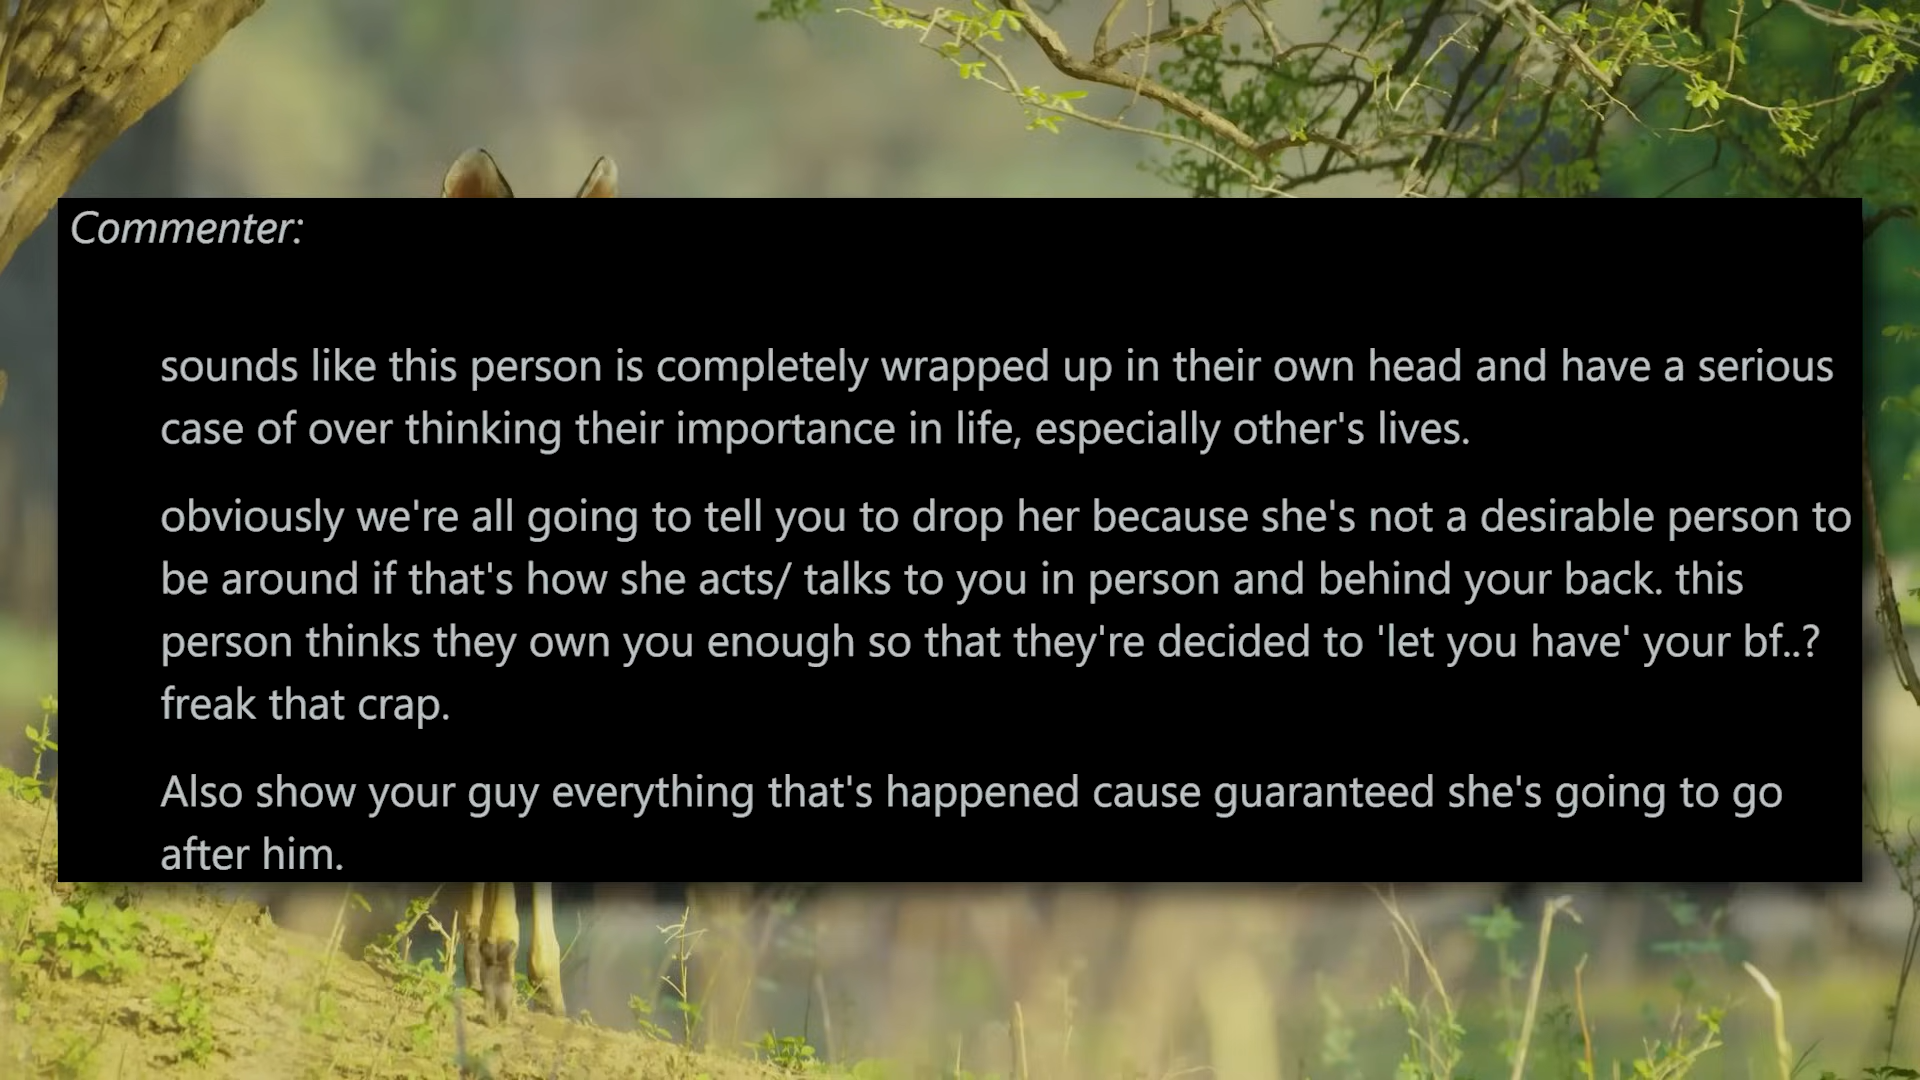 Commenter:
sounds like this person is completely wrapped up in their own head and have a serious
case of over thinking their importance in life, especially other's lives.
obviously we're all going to tell you to drop her because she's not a desirable person to
be around if that's how she acts/ talks to you in person and behind your back. this
person thinks they own you enough so that they're decided to 'let you have' your bf..?
freak that crap.
Also show your guy everything that's happened cause guaranteed she's going to go
after him.